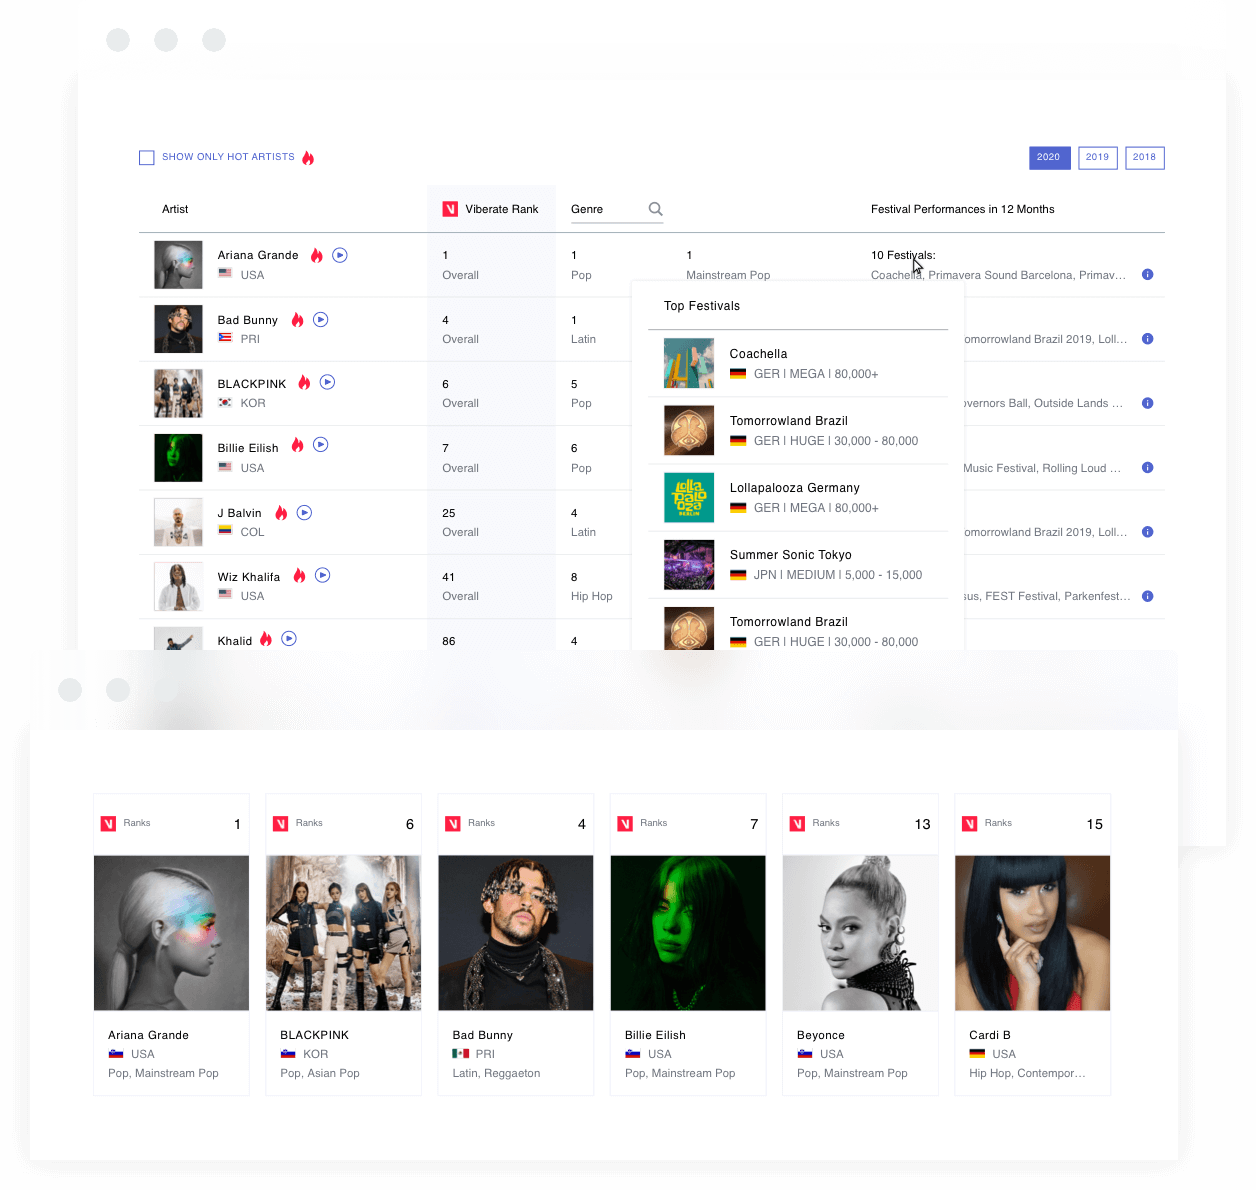 SHOW ONLY HOT ARTISTS
2020 2019 2018
Artist Viberate Rank Genre Festival Performances in 12 Months
Ariana Grande 1 1 1 10 Festivals:
USA Overall Pop Mainstream Pop Coachella, Primavera Sound Barcelona, Primav...
Top Festivals
Bad Bunny 4 1
PRI Overall Latin omorrowland Brazil 2019, Loll...
Coachella
GER | MEGA | 80,000+
BLACKPINK 6 5
KOR Overall Pop vernors Ball, Outside Lands ...
Tomorrowland Brazil
GER | HUGE | 30,000 - 80,000
Billie Eilish 7 6
USA Overall Pop Music Festival, Rolling Loud ...
Lollapalooza Germany
GER | MEGA | 80,000+
Lolla
palo
oza
BERLIN
J Balvin 25 4
COL Overall Latin omorrowland Brazil 2019, Loll...
Summer Sonic Tokyo
JPN | MEDIUM | 5,000 - 15,000
Wiz Khalifa 41 8
USA Overall Hip Hop sus, FEST Festival, Parkenfest...
Tomorrowland Brazil
GER | HUGE | 30,000 - 80,000
Khalid 86 4
Ranks 1 Ranks 6 Ranks 4 Ranks 7 Ranks 13 Ranks 15
Ariana Grande BLACKPINK Bad Bunny Billie Eilish Beyonce Cardi B
USA KOR PRI USA USA USA
Pop, Mainstream Pop Pop, Asian Pop Latin, Reggaeton Pop, Mainstream Pop Pop, Mainstream Pop Hip Hop, Contempor...